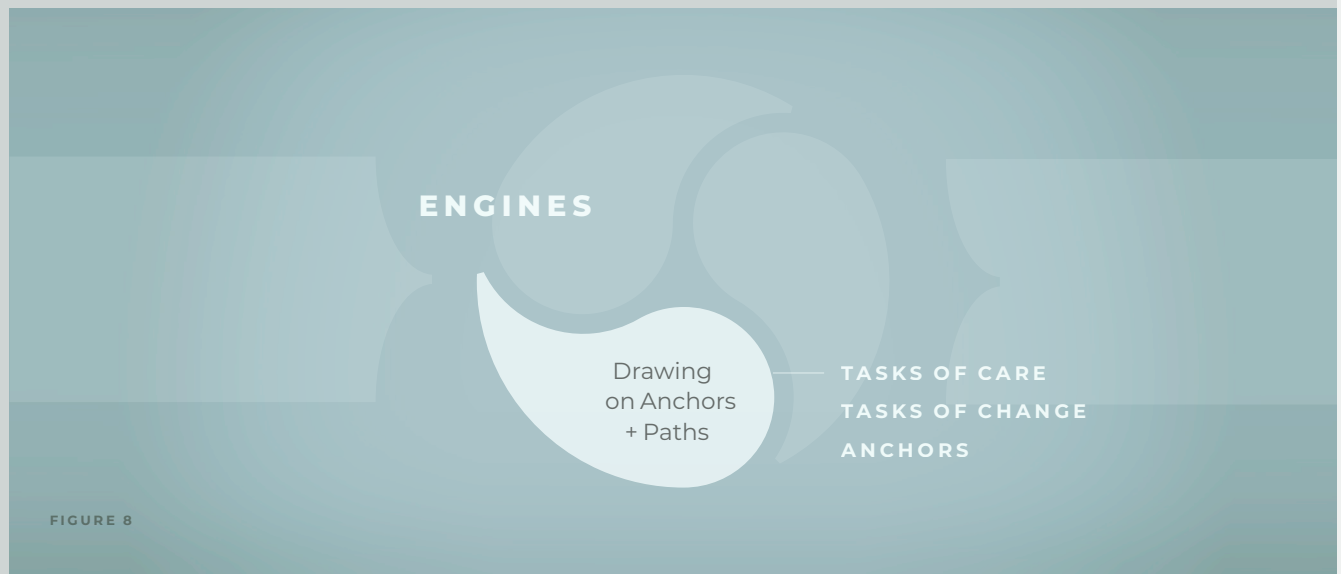 ENGINES
Drawing
on Anchors
+ Paths
TASKS OF CARE
TASKS OF CHANGE
ANCHORS
FIGURE 8